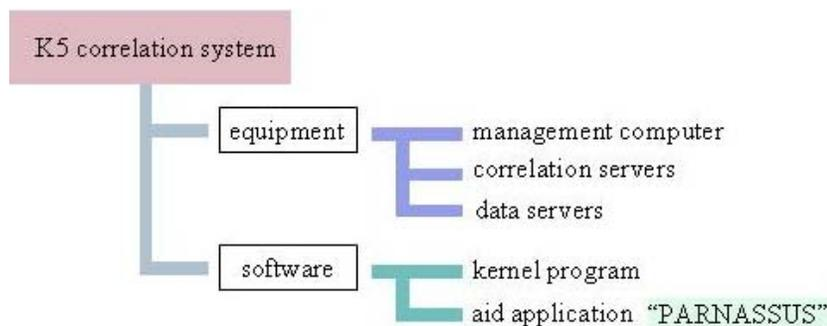 K5 correlation system
equipment
management computer
correlation servers
data servers
software
kernel program
aid application “PARNASSUS”